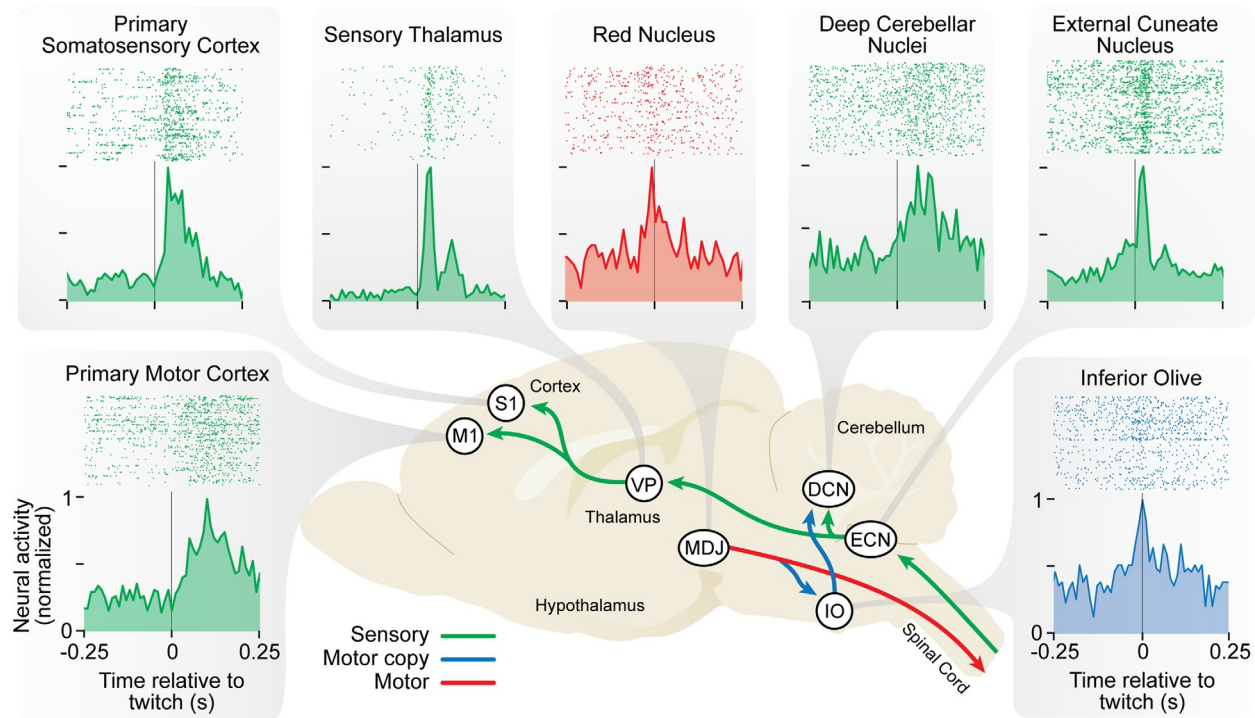 Primary
Somatosensory Cortex
Sensory Thalamus
Red Nucleus
Deep Cerebellar
Nuclei
External Cuneate
Nucleus
Primary Motor Cortex
1
0
Neural activity
(normalized)
-0.25 0 0.25
Time relative to
twitch (s)
Cortex
S1
M1
VP
Thalamus
MDJ
Hypothalamus
Cerebellum
DCN
ECN
IO
Spinal Cord
Sensory
Motor copy
Motor
Inferior Olive
1
0
-0.25 0 0.25
Time relative to
twitch (s)